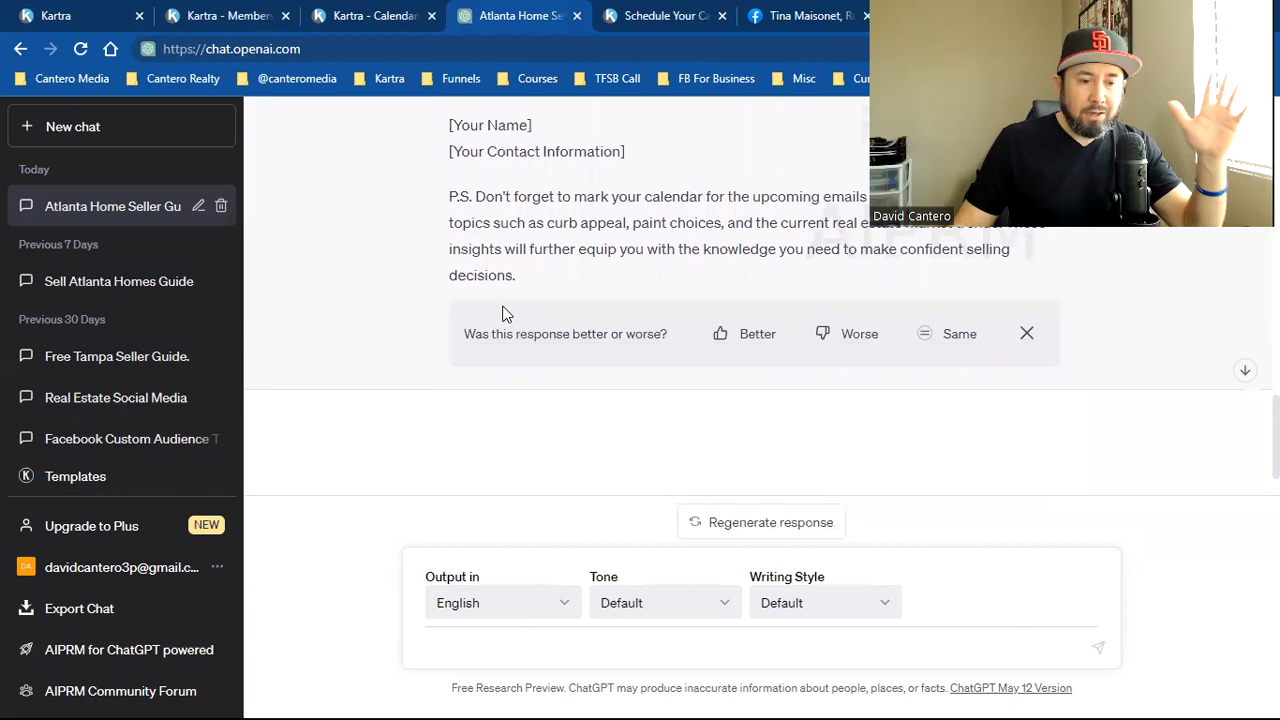 Kartra
Kartra - Members
Kartra - Calendar
Atlanta Home Se
Schedule Your Ca
Tina Maisonet, R
https://chat.openai.com
Cantero Media
Cantero Realty
@canteromedia
Kartra
Funnels
Courses
TFSB Call
FB For Business
Misc
David Cantero
New chat
Today
Atlanta Home Seller Gu
Previous 7 Days
Sell Atlanta Homes Guide
Previous 30 Days
Free Tampa Seller Guide.
Real Estate Social Media
Facebook Custom Audience T
Templates
Upgrade to Plus
NEW
DA
davidcantero3p@gmail.c...
Export Chat
AIPRM for ChatGPT powered
AIPRM Community Forum
[Your Name]
[Your Contact Information]
P.S. Don't forget to mark your calendar for the upcoming emails
topics such as curb appeal, paint choices, and the current real
insights will further equip you with the knowledge you need to make confident selling
decisions.
Was this response better or worse?
Better
Worse
Same
Regenerate response
Output in
Tone
Writing Style
English
Default
Default
Free Research Preview. ChatGPT may produce inaccurate information about people, places, or facts. ChatGPT May 12 Version